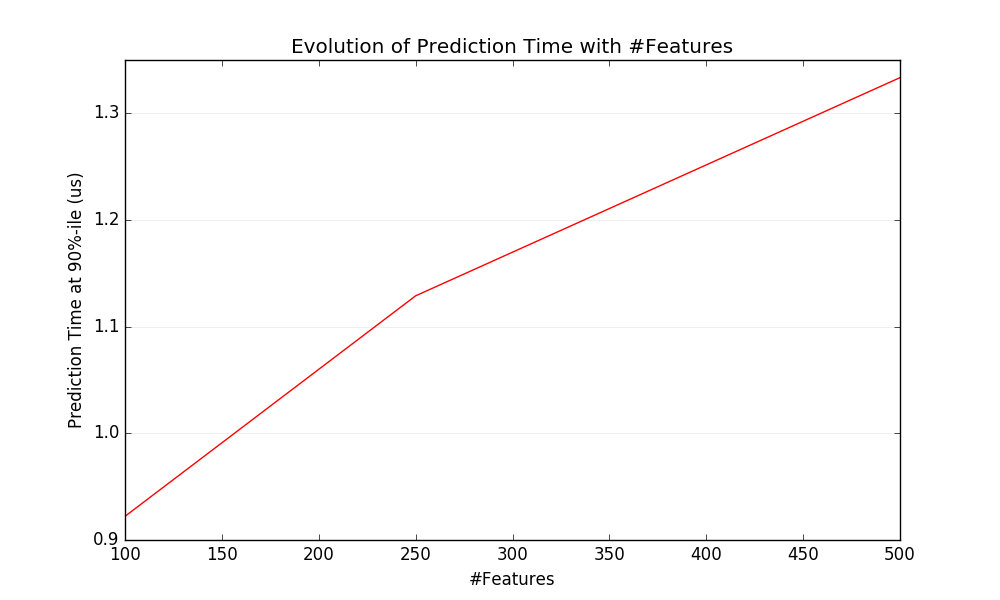 Evolution of Prediction Time with #Features
Prediction Time at 90%-ile (us)
1.3
1.2
1.1
1.0
0.9
100 150 200 250 300 350 400 450 500
#Features